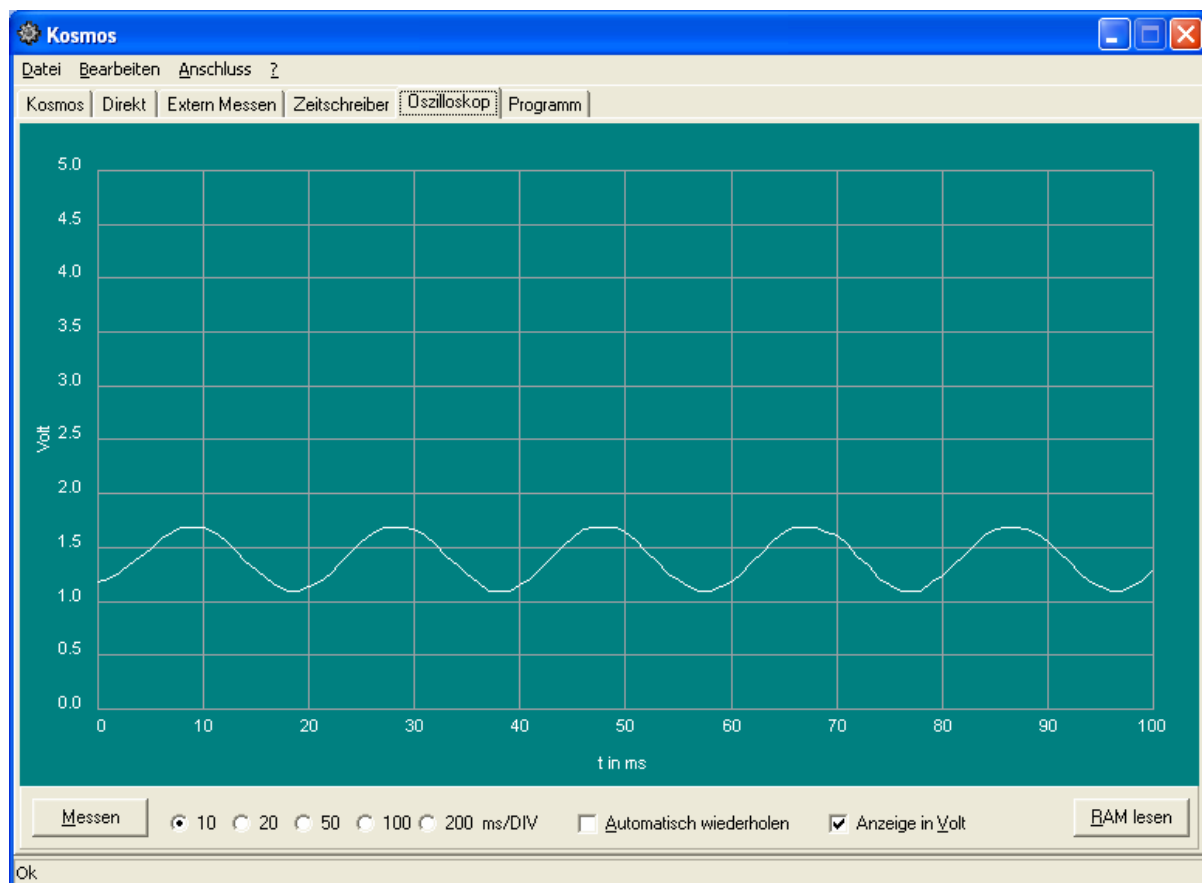 Kosmos
Datei Bearbeiten Anschluss ?
Kosmos Direkt Extern Messen Zeitschreiber Oszilloskop Programm
5.0
4.5
4.0
3.5
3.0
Volt
2.5
2.0
1.5
1.0
0.5
0.0
0 10 20 30 40 50 60 70 80 90 100
t in ms
Messen 10 20 50 100 200 ms/DIV Automatisch wiederholen Anzeige in Volt RAM lesen
Ok